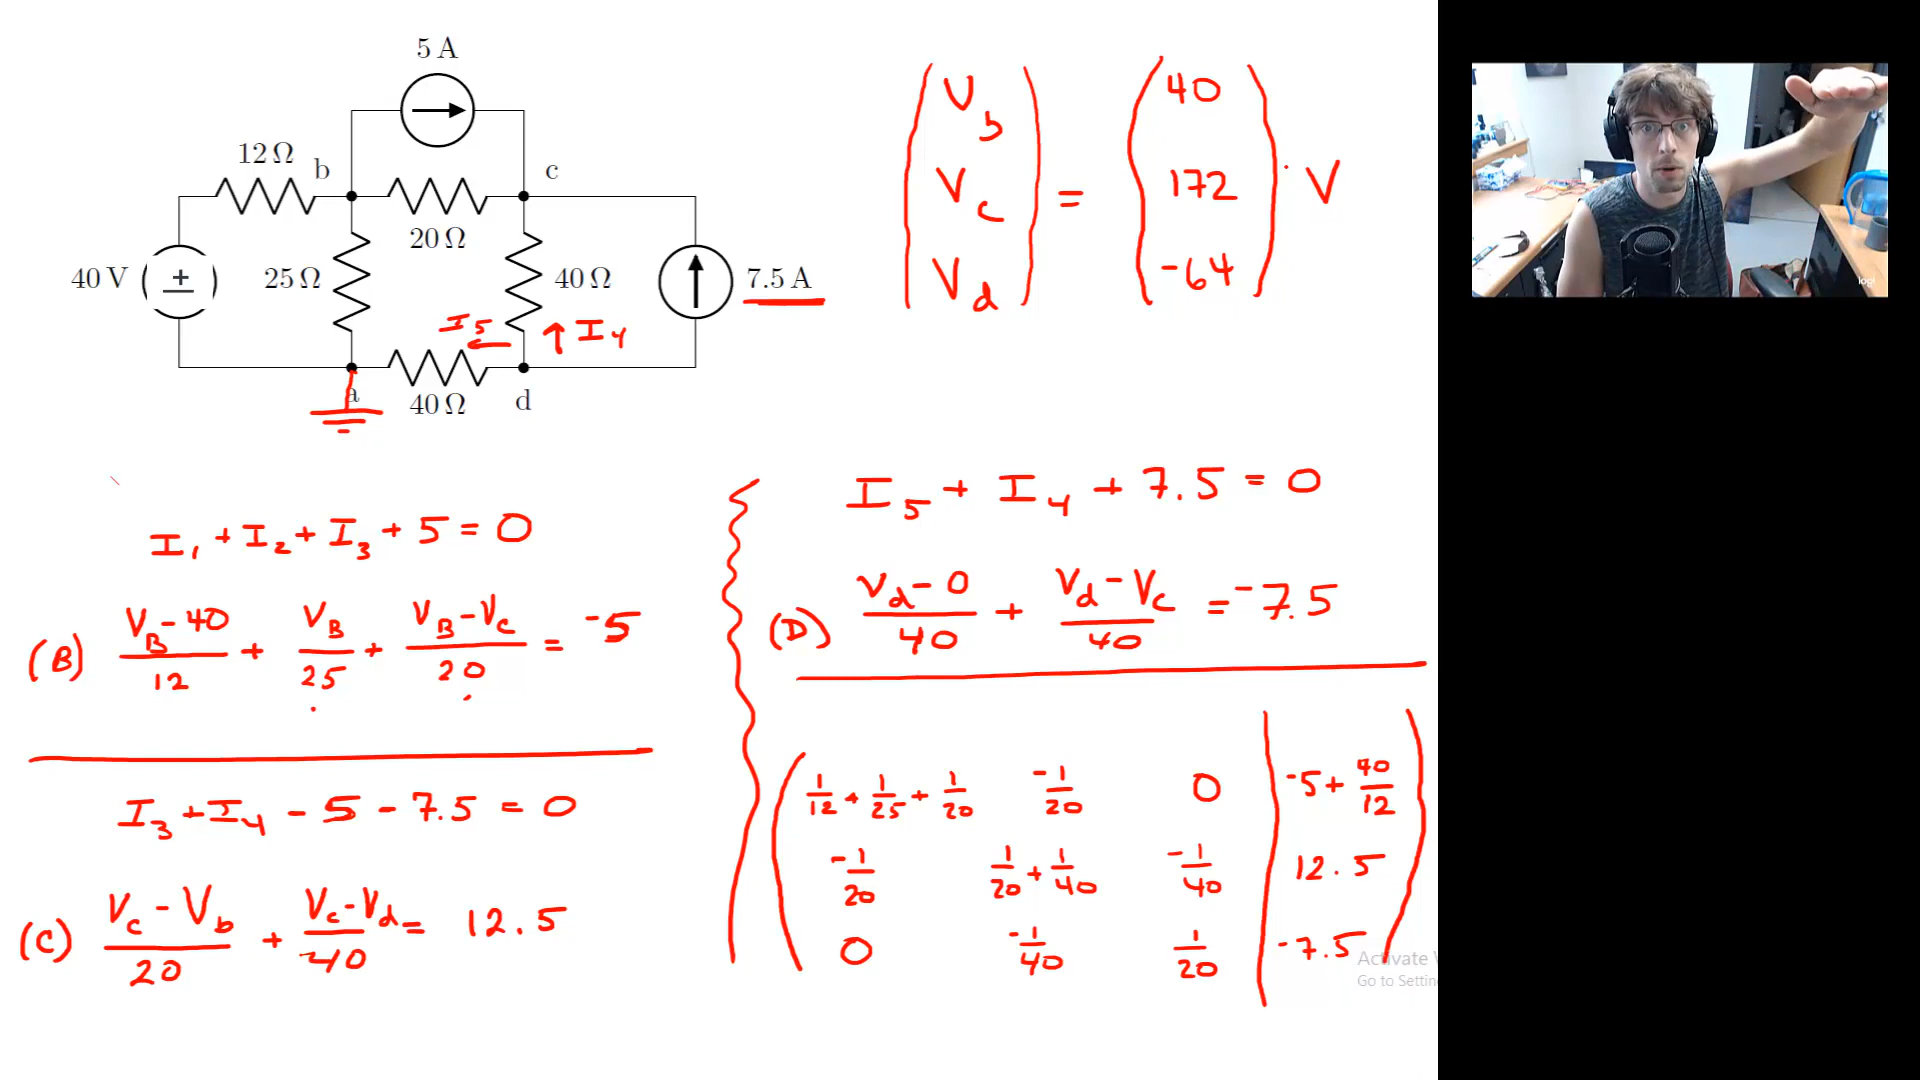 5 A
12 Ω
b
c
20 Ω
40 V
±
25 Ω
40 Ω
7.5 A
I5
I4
a
40 Ω
d
Vb
Vc
Vd
=
40
172
-64
· V
I1 + I2 + I3 + 5 = 0
(B) (VB - 40)/12 + VB/25 + (VB - Vc)/20 = -5
I3 + I4 - 5 - 7.5 = 0
(C) (Vc - Vb)/20 + (Vc - Vd)/40 = 12.5
I5 + I4 + 7.5 = 0
(D) (Vd - 0)/40 + (Vd - Vc)/40 = -7.5
1/12 + 1/25 + 1/20 -1/20 0 | -5 + 40/12
-1/20 1/20 + 1/40 -1/40 | 12.5
0 -1/40 1/20 | -7.5
Activate
Go to Settin
logi